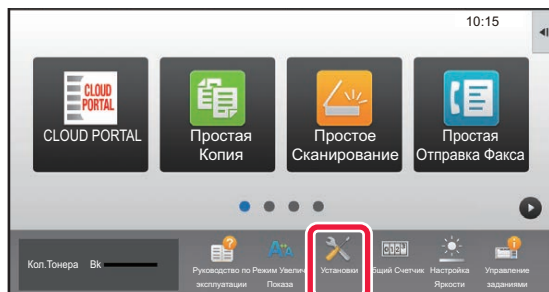 10:15
CLOUD
PORTAL
CLOUD PORTAL
Простая
Копия
Простое
Сканирование
Простая
Отправка Факса
Кол.Тонера Bk
Руководство по
эксплуатации
Режим Увелич
Показа
Установки
бщий Счетчик
Настройка
Яркости
Управление
заданиями